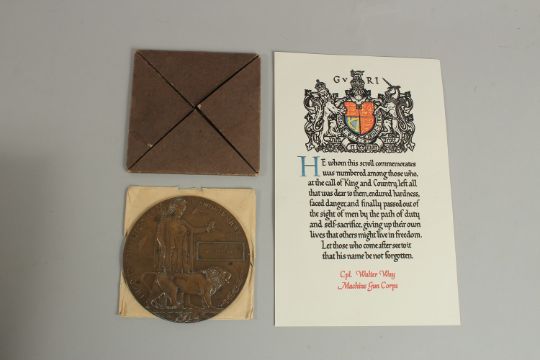 G V R I
HE whom this scroll commemorates
was numbered among those who,
at the call of King and Country, left all
that was dear to them, endured hardness,
faced danger, and finally passed out of
the sight of men by the path of duty
and self-sacrifice, giving up their own
lives that others might live in freedom.
Let those who come after see to it
that his name be not forgotten.
Cpl. Walter Way
Machine Gun Corps